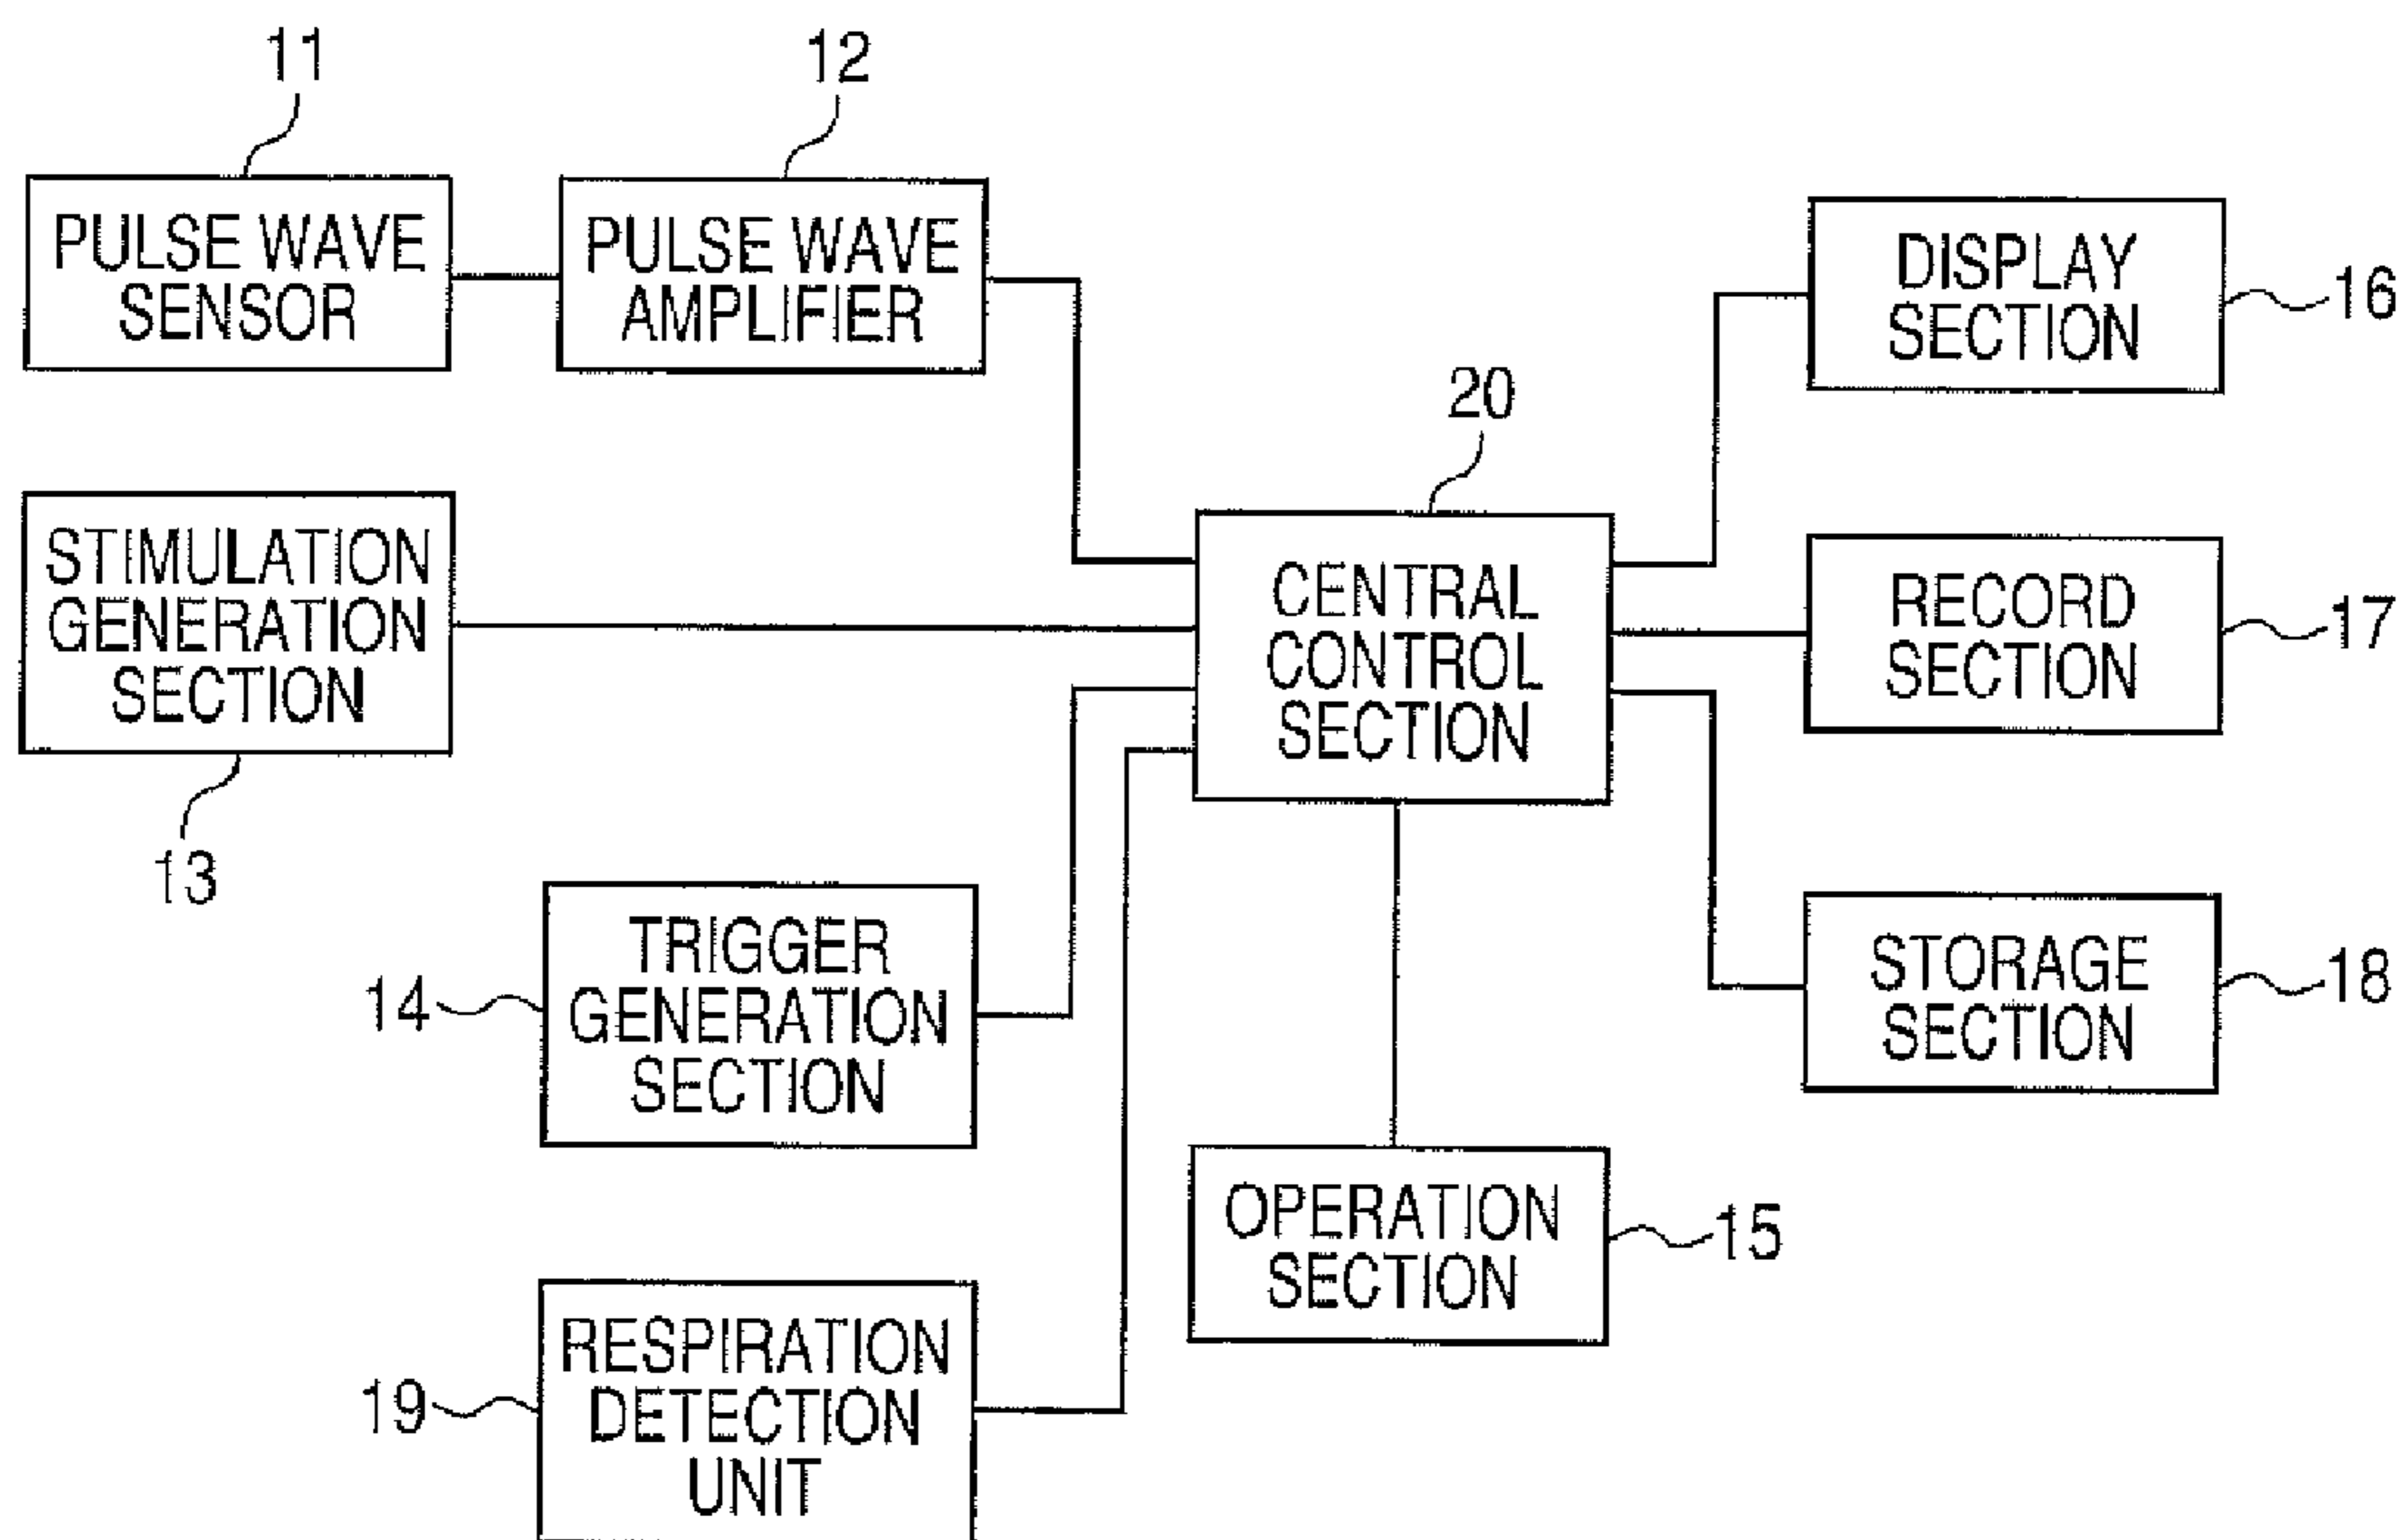 11
12
PULSE WAVE
SENSOR
PULSE WAVE
AMPLIFIER
DISPLAY
SECTION
16
20
STIMULATION
GENERATION
SECTION
13
CENTRAL
CONTROL
SECTION
RECORD
SECTION
17
14
TRIGGER
GENERATION
SECTION
STORAGE
SECTION
18
OPERATION
SECTION
15
19
RESPIRATION
DETECTION
UNIT